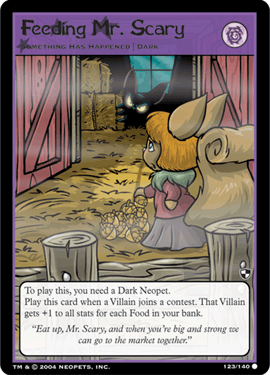 Feeding Mr. Scary
Something Has Happened | Dark
To play this, you need a Dark Neopet.
Play this card when a Villain joins a contest. That Villain
gets +1 to all stats for each Food in your bank.
"Eat up, Mr. Scary, and when you're big and strong we
can go to the market together."
TM & © 2004 NEOPETS, INC.
123/140